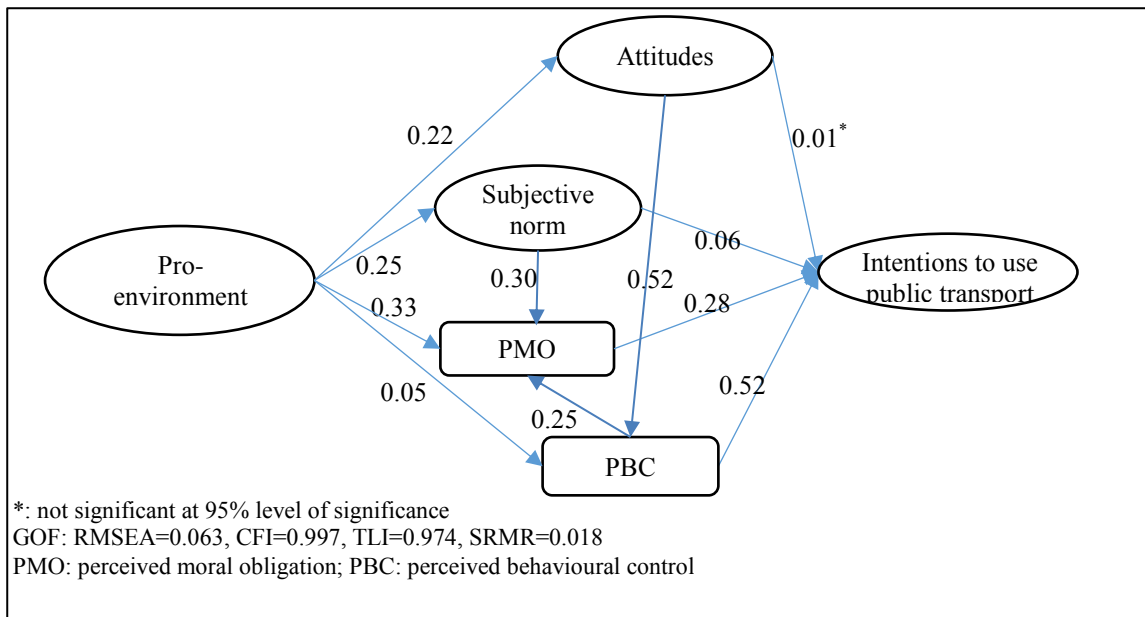 Attitudes
0.22
0.01*
Subjective
norm
0.06
Pro-
environment
0.25
0.30
0.52
Intentions to use
public transport
0.33
0.28
PMO
0.05
0.25
0.52
PBC
*: not significant at 95% level of significance
GOF: RMSEA=0.063, CFI=0.997, TLI=0.974, SRMR=0.018
PMO: perceived moral obligation; PBC: perceived behavioural control